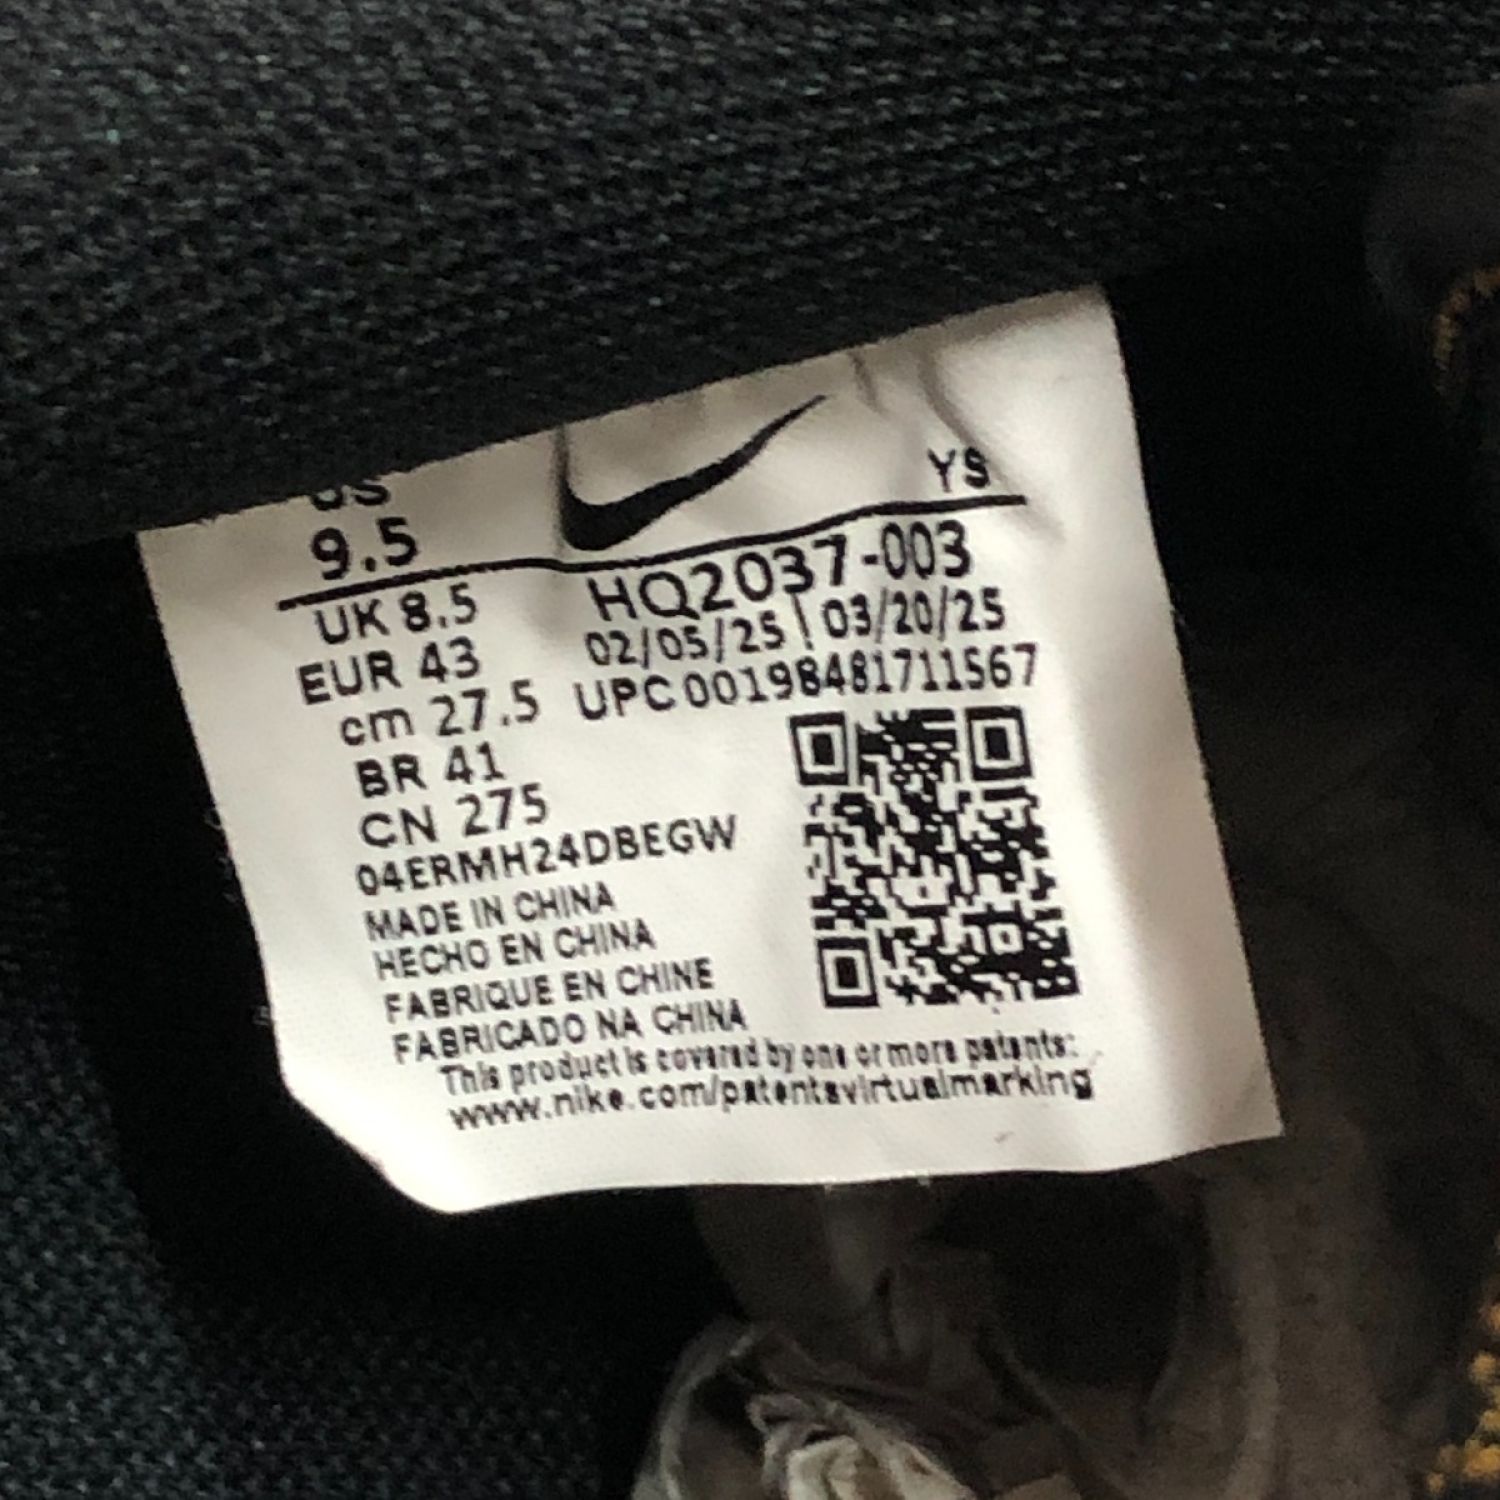 US YS
9.5
UK 8.5 HQ2037-003
EUR 43 02/05/25 | 03/20/25
cm 27.5 UPC 00198481711567
BR 41
CN 275
04ERMH24DBEGW
MADE IN CHINA
HECHO EN CHINA
FABRIQUE EN CHINE
FABRICADO NA CHINA
This product is covered by one or more patents:
www.nike.com/patentsvirtualmarking